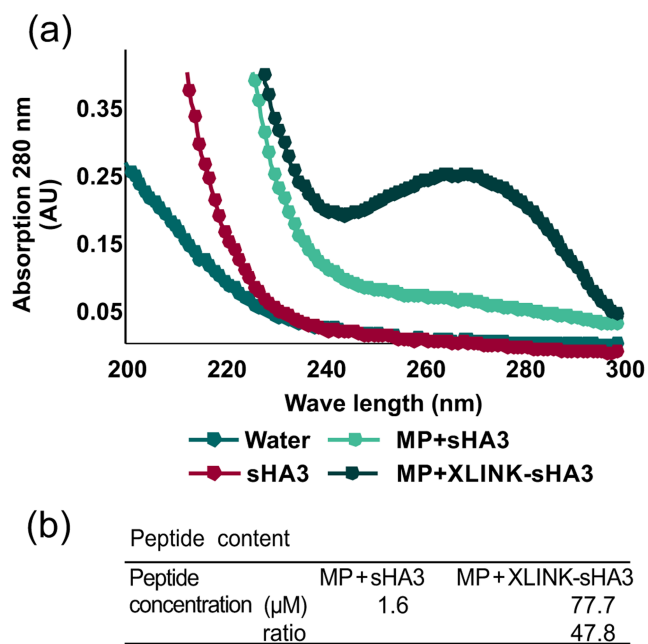 (a)
0.35
0.25
0.15
0.05
Absorption 280 nm
(AU)
200 220 240 260 280 300
Wave length (nm)
Water MP+sHA3
sHA3 MP+XLINK-sHA3
(b)
Peptide content
Peptide MP+sHA3 MP+XLINK-sHA3
concentration (µM) 1.6 77.7
ratio 47.8